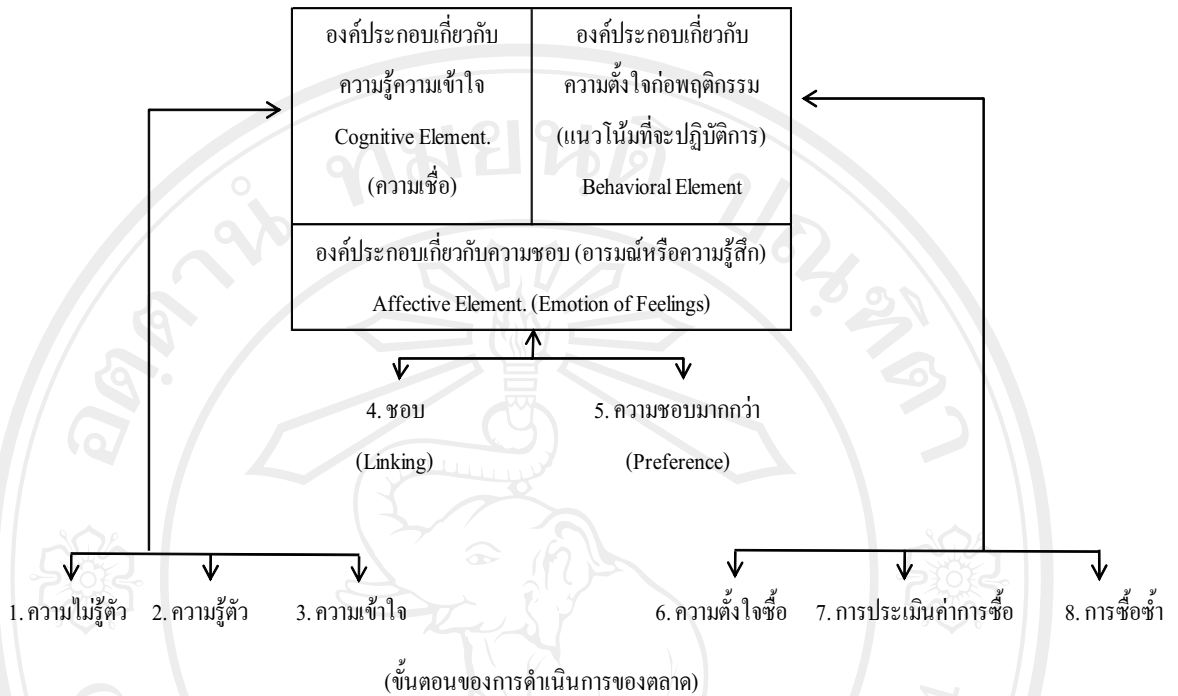 องค์ประกอบเกี่ยวกับ
ความรู้ความเข้าใจ
Cognitive Element.
(ความเชื่อ)
องค์ประกอบเกี่ยวกับ
ความตั้งใจก่อพฤติกรรม
(แนวโน้มที่จะปฏิบัติการ)
Behavioral Element
องค์ประกอบเกี่ยวกับความชอบ (อารมณ์หรือความรู้สึก)
Affective Element. (Emotion of Feelings)
4. ชอบ
(Linking)
5. ความชอบมากกว่า
(Preference)
1. ความไม่รู้ตัว
2. ความรู้ตัว
3. ความเข้าใจ
6. ความตั้งใจซื้อ
7. การประเมินค่าการซื้อ
8. การซื้อซ้ำ
(ขั้นตอนของการดำเนินการของตลาด)